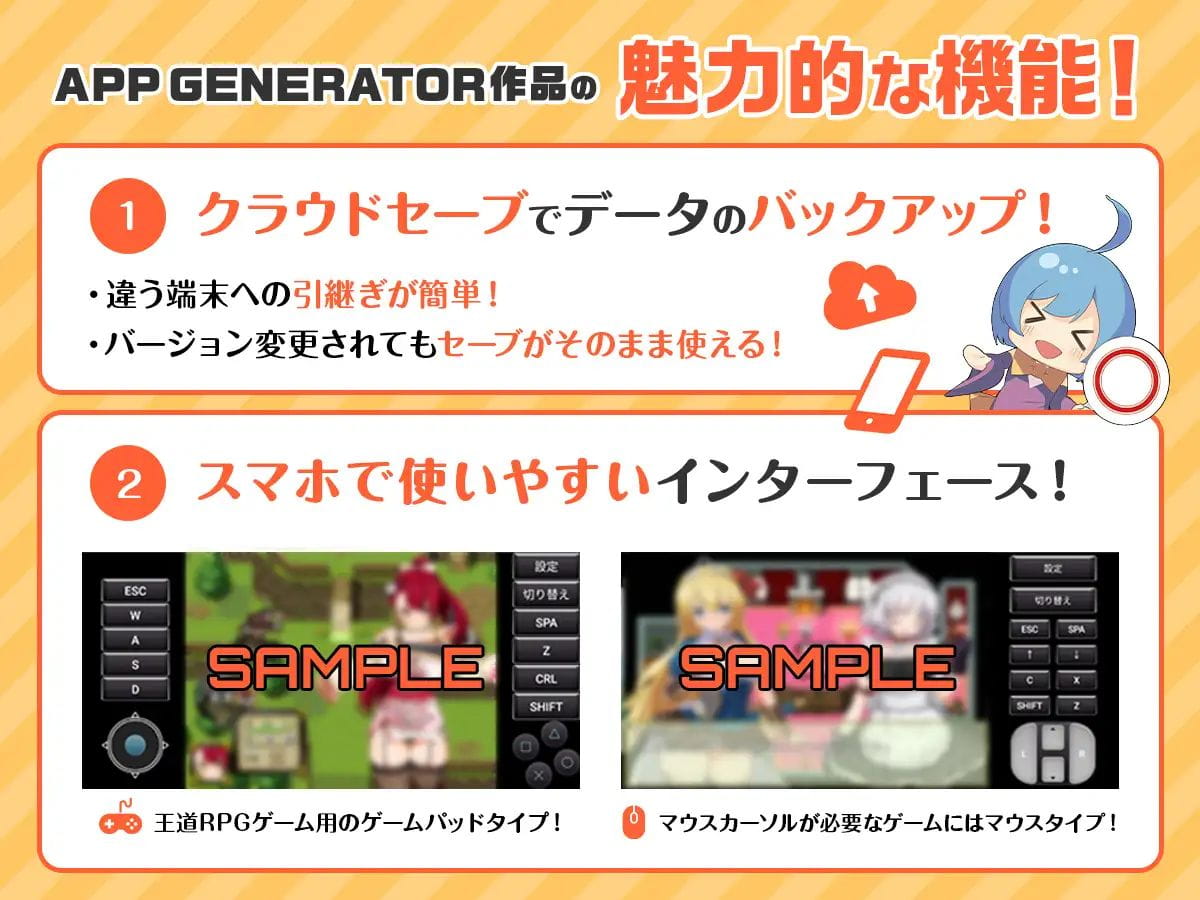 APP GENERATOR作品の 魅力的な機能！
1 クラウドセーブでデータのバックアップ！
・違う端末への引継ぎが簡単！
・バージョン変更されてもセーブがそのまま使える！
2 スマホで使いやすいインターフェース！
ESC
W
A
S
D
SAMPLE
設定
切り替え
SPA
Z
CRL
SHIFT
SAMPLE
設定
切り替え
ESC SPA
↑ ↓
C X
SHIFT Z
L R
王道RPGゲーム用のゲームパッドタイプ！
マウスカーソルが必要なゲームにはマウスタイプ！